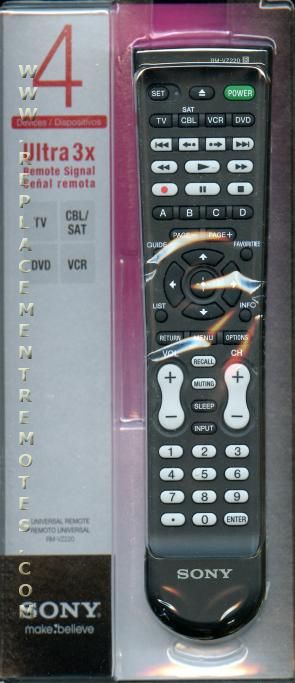 4
Devices / Dispositivos
Ultra 3x
Remote Signal
Señal remota
TV
CBL/
SAT
DVD
VCR
UNIVERSAL REMOTE
REMOTO UNIVERSAL
RM-VZ220
SONY
make.believe
WWW.REPLACEMENTREMOTES.COM
RM-VZ220
SET
POWER
SAT
TV CBL VCR DVD
A B C D
PAGE- PAGE+
GUIDE
FAVORITES
LIST
INFO
RETURN MENU OPTIONS
VOL
CH
RECALL
+ +
MUTING
- -
SLEEP
INPUT
1 2 3
4 5 6
7 8 9
• 0 ENTER
SONY